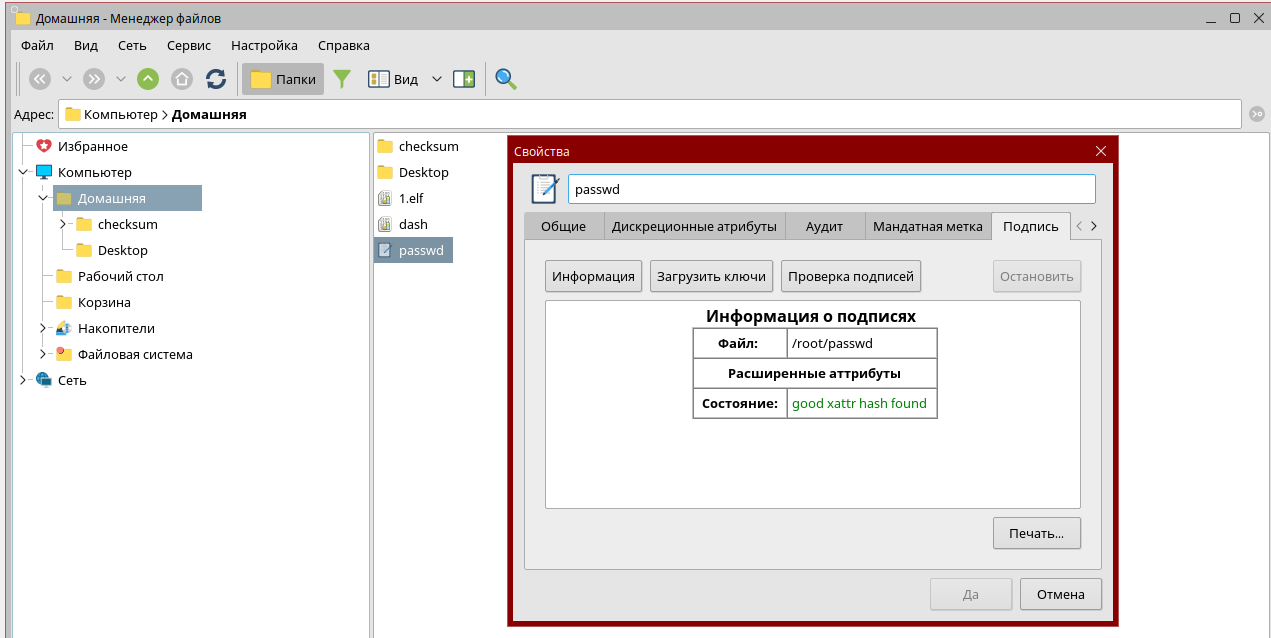 Домашняя - Менеджер файлов
Файл Вид Сеть Сервис Настройка Справка
Папки Вид
Адрес: Компьютер > Домашняя
Избранное
Компьютер
Домашняя
checksum
Desktop
Рабочий стол
Корзина
Накопители
Файловая система
Сеть
checksum
Desktop
1.elf
dash
passwd
Свойства
passwd
Общие Дискреционные атрибуты Аудит Мандатная метка Подпись
Информация Загрузить ключи Проверка подписей Остановить
Информация о подписях
Файл: /root/passwd
Расширенные аттрибуты
Состояние: good xattr hash found
Печать...
Да Отмена